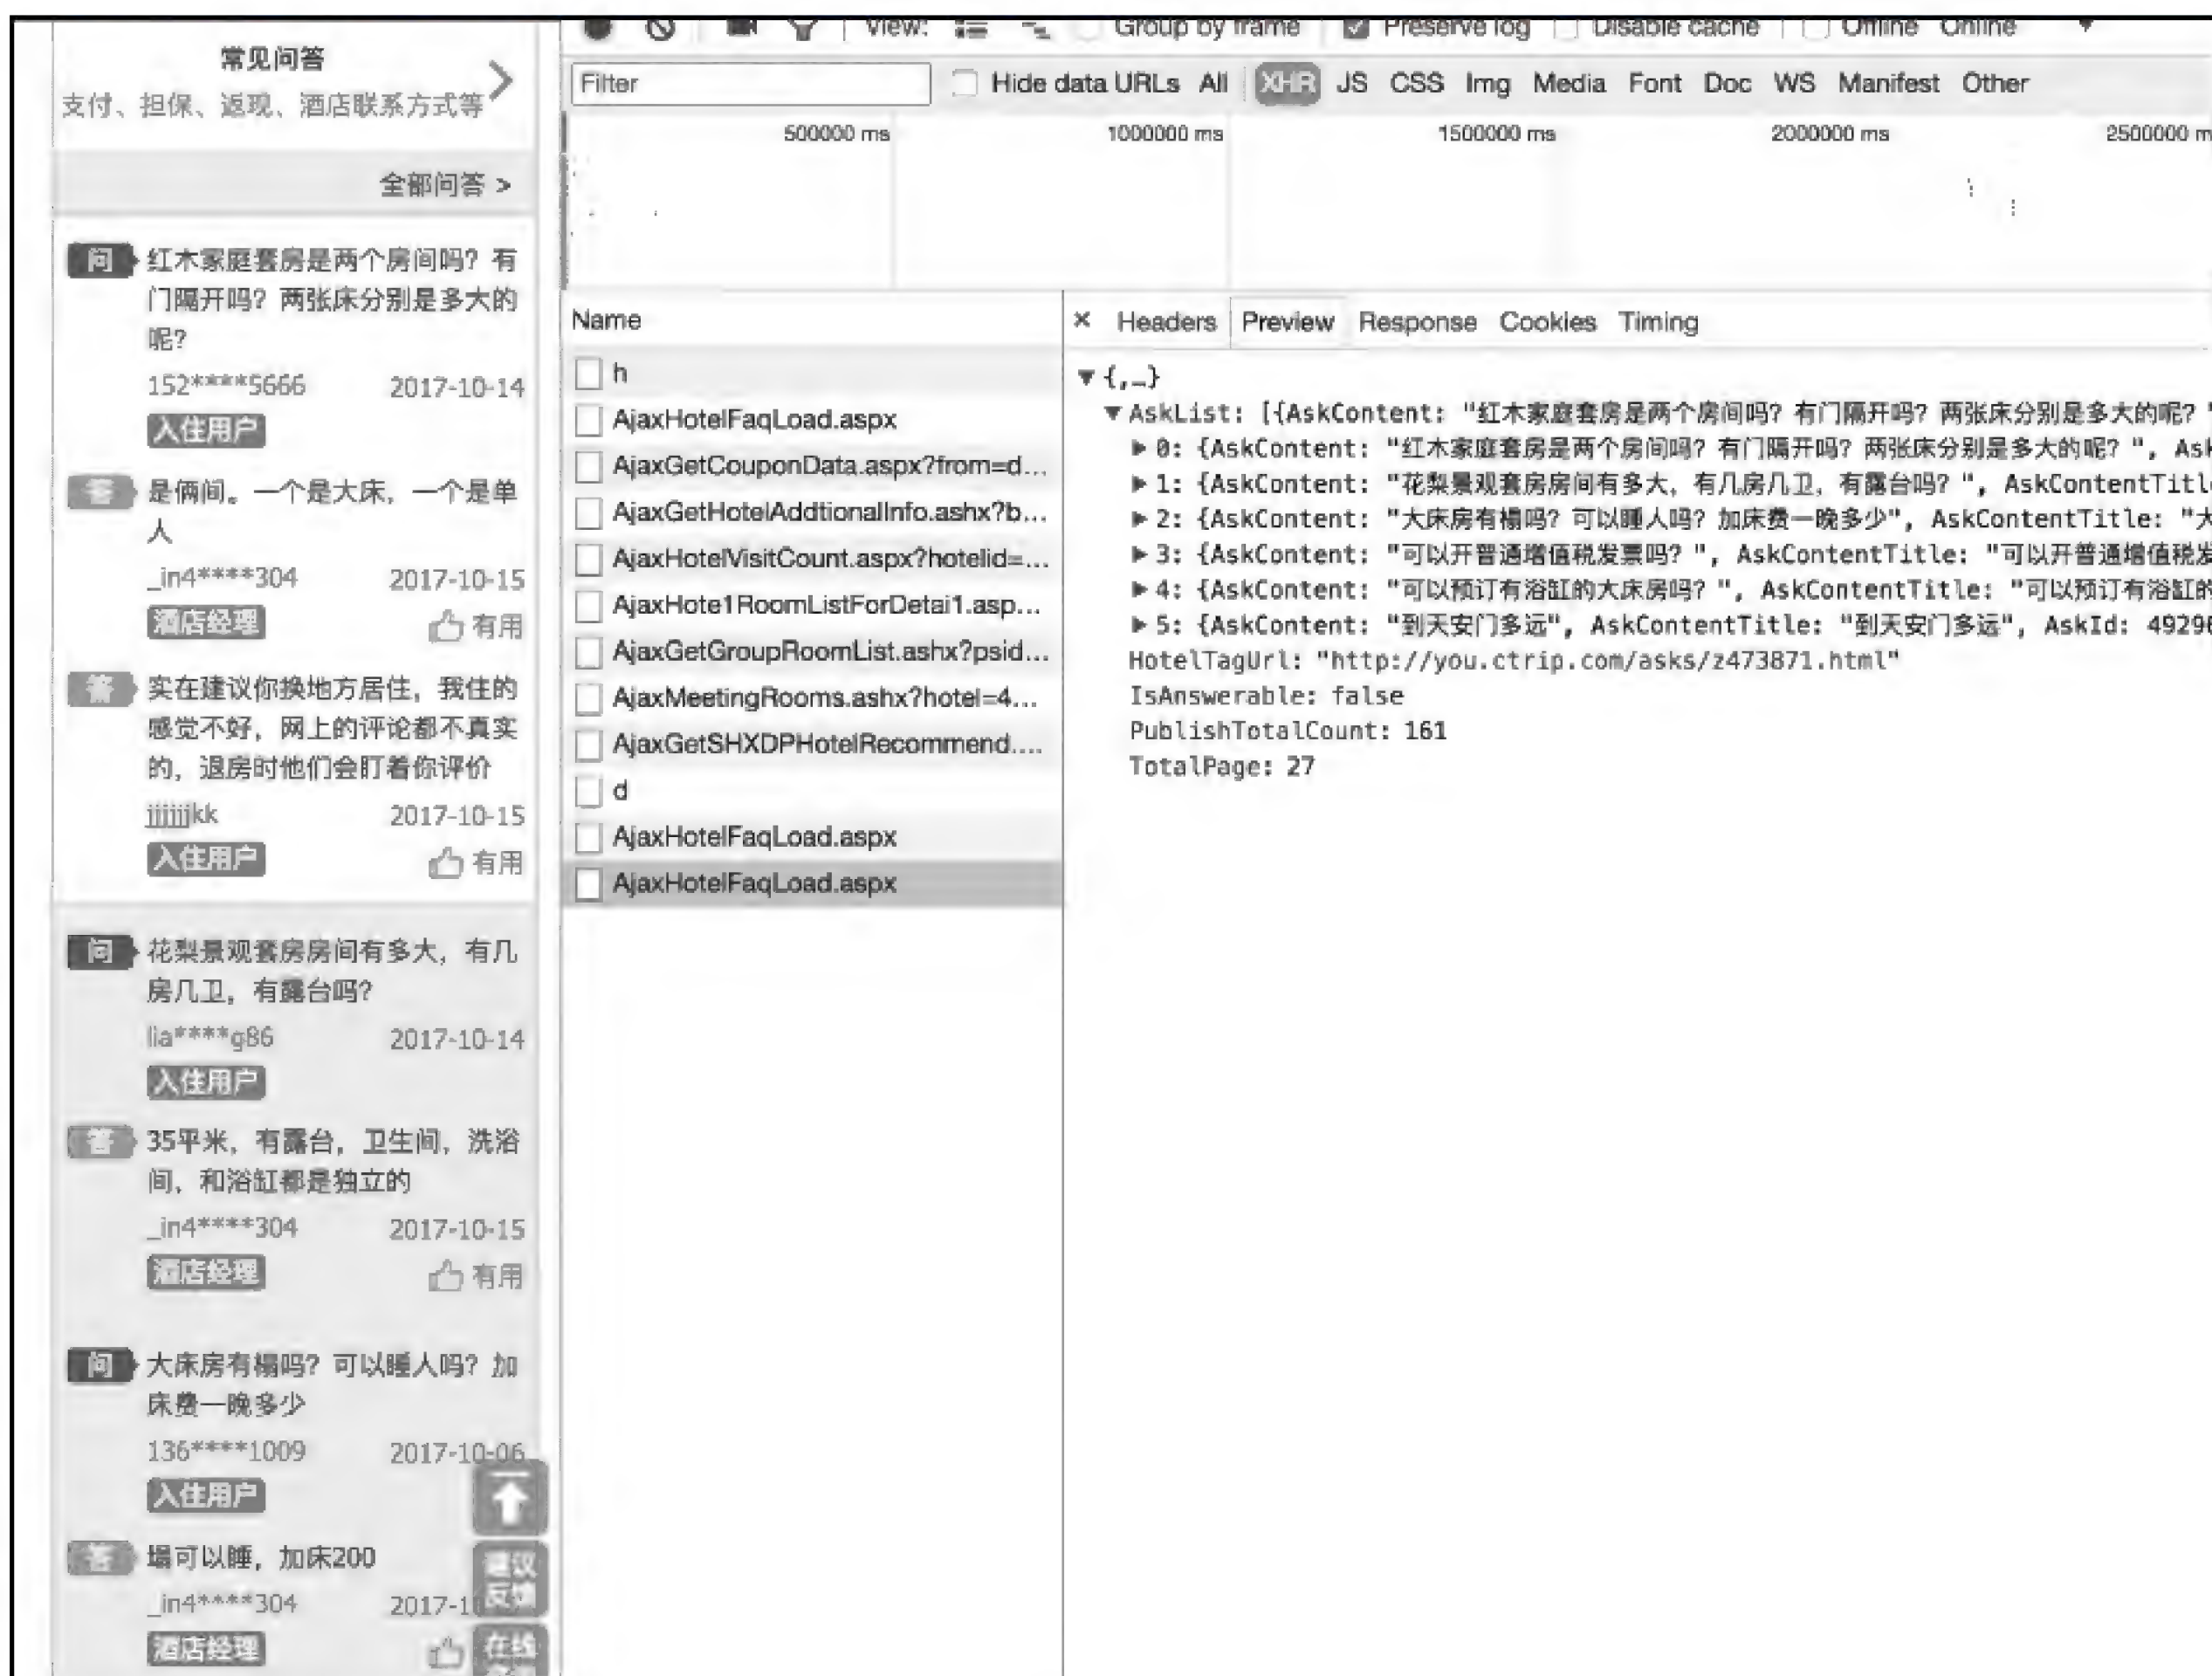 常见问答
支付、担保、返现、酒店联系方式等
全部问答 >
问 红木家庭套房是两个房间吗？有
门隔开吗？两张床分别是多大的
呢？
152****5666 2017-10-14
入住用户
答 是俩间。一个是大床，一个是单
人
_in4****304 2017-10-15
酒店经理 有用
答 实在建议你换地方居住，我住的
感觉不好，网上的评论都不真实
的，退房时他们会盯着你评价
jjjjjjkk 2017-10-15
入住用户 有用
问 花梨景观套房房间有多大，有几
房几卫，有露台吗？
lia****g86 2017-10-14
入住用户
答 35平米，有露台，卫生间，洗浴
间，和浴缸都是独立的
_in4****304 2017-10-15
酒店经理 有用
问 大床房有榻吗？可以睡人吗？加
床费一晚多少
136****1009 2017-10-06
入住用户
答 塌可以睡，加床200
_in4****304 2017-1
酒店经理
建议
反馈
在线
View: Group by frame Preserve log Disable cache Offline Online
Filter Hide data URLs All XHR JS CSS Img Media Font Doc WS Manifest Other
500000 ms 1000000 ms 1500000 ms 2000000 ms 2500000 m
Name
h
AjaxHotelFaqLoad.aspx
AjaxGetCouponData.aspx?from=d...
AjaxGetHotelAddtionalInfo.ashx?b...
AjaxHotelVisitCount.aspx?hotelid=...
AjaxHote1RoomListForDetai1.asp...
AjaxGetGroupRoomList.ashx?psid...
AjaxMeetingRooms.ashx?hotel=4...
AjaxGetSHXDPHotelRecommend....
d
AjaxHotelFaqLoad.aspx
AjaxHotelFaqLoad.aspx
× Headers Preview Response Cookies Timing
▼{,…}
▼AskList: [{AskContent: "红木家庭套房是两个房间吗？有门隔开吗？两张床分别是多大的呢？"
▶0: {AskContent: "红木家庭套房是两个房间吗？有门隔开吗？两张床分别是多大的呢？", Ask
▶1: {AskContent: "花梨景观套房房间有多大，有几房几卫，有露台吗？", AskContentTitl
▶2: {AskContent: "大床房有榻吗？可以睡人吗？加床费一晚多少", AskContentTitle: "大
▶3: {AskContent: "可以开普通增值税发票吗？", AskContentTitle: "可以开普通增值税发
▶4: {AskContent: "可以预订有浴缸的大床房吗？", AskContentTitle: "可以预订有浴缸的
▶5: {AskContent: "到天安门多远", AskContentTitle: "到天安门多远", AskId: 49296
HotelTagUrl: "http://you.ctrip.com/asks/z473871.html"
IsAnswerable: false
PublishTotalCount: 161
TotalPage: 27